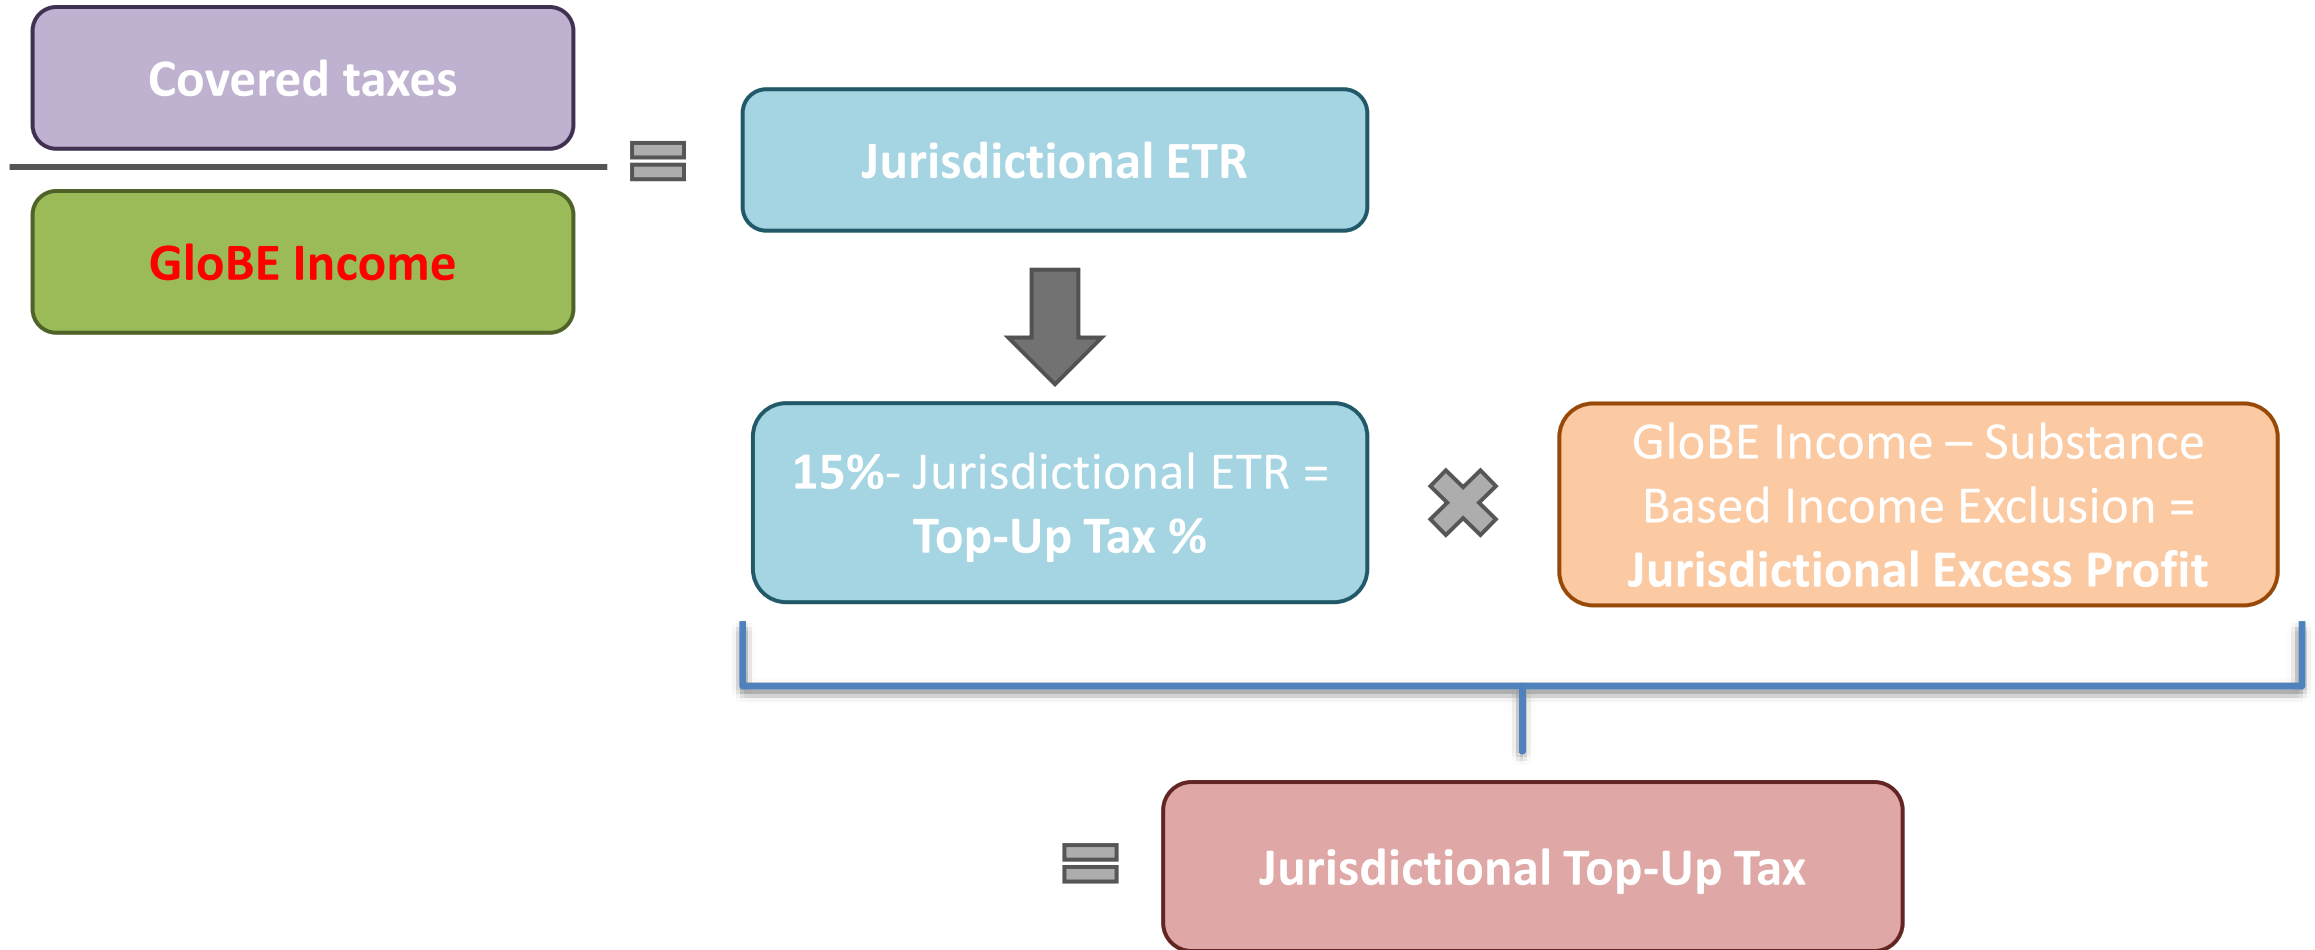 Covered taxes
GloBE Income
Jurisdictional ETR
15%- Jurisdictional ETR =
Top-Up Tax %
GloBE Income – Substance
Based Income Exclusion =
Jurisdictional Excess Profit
Jurisdictional Top-Up Tax